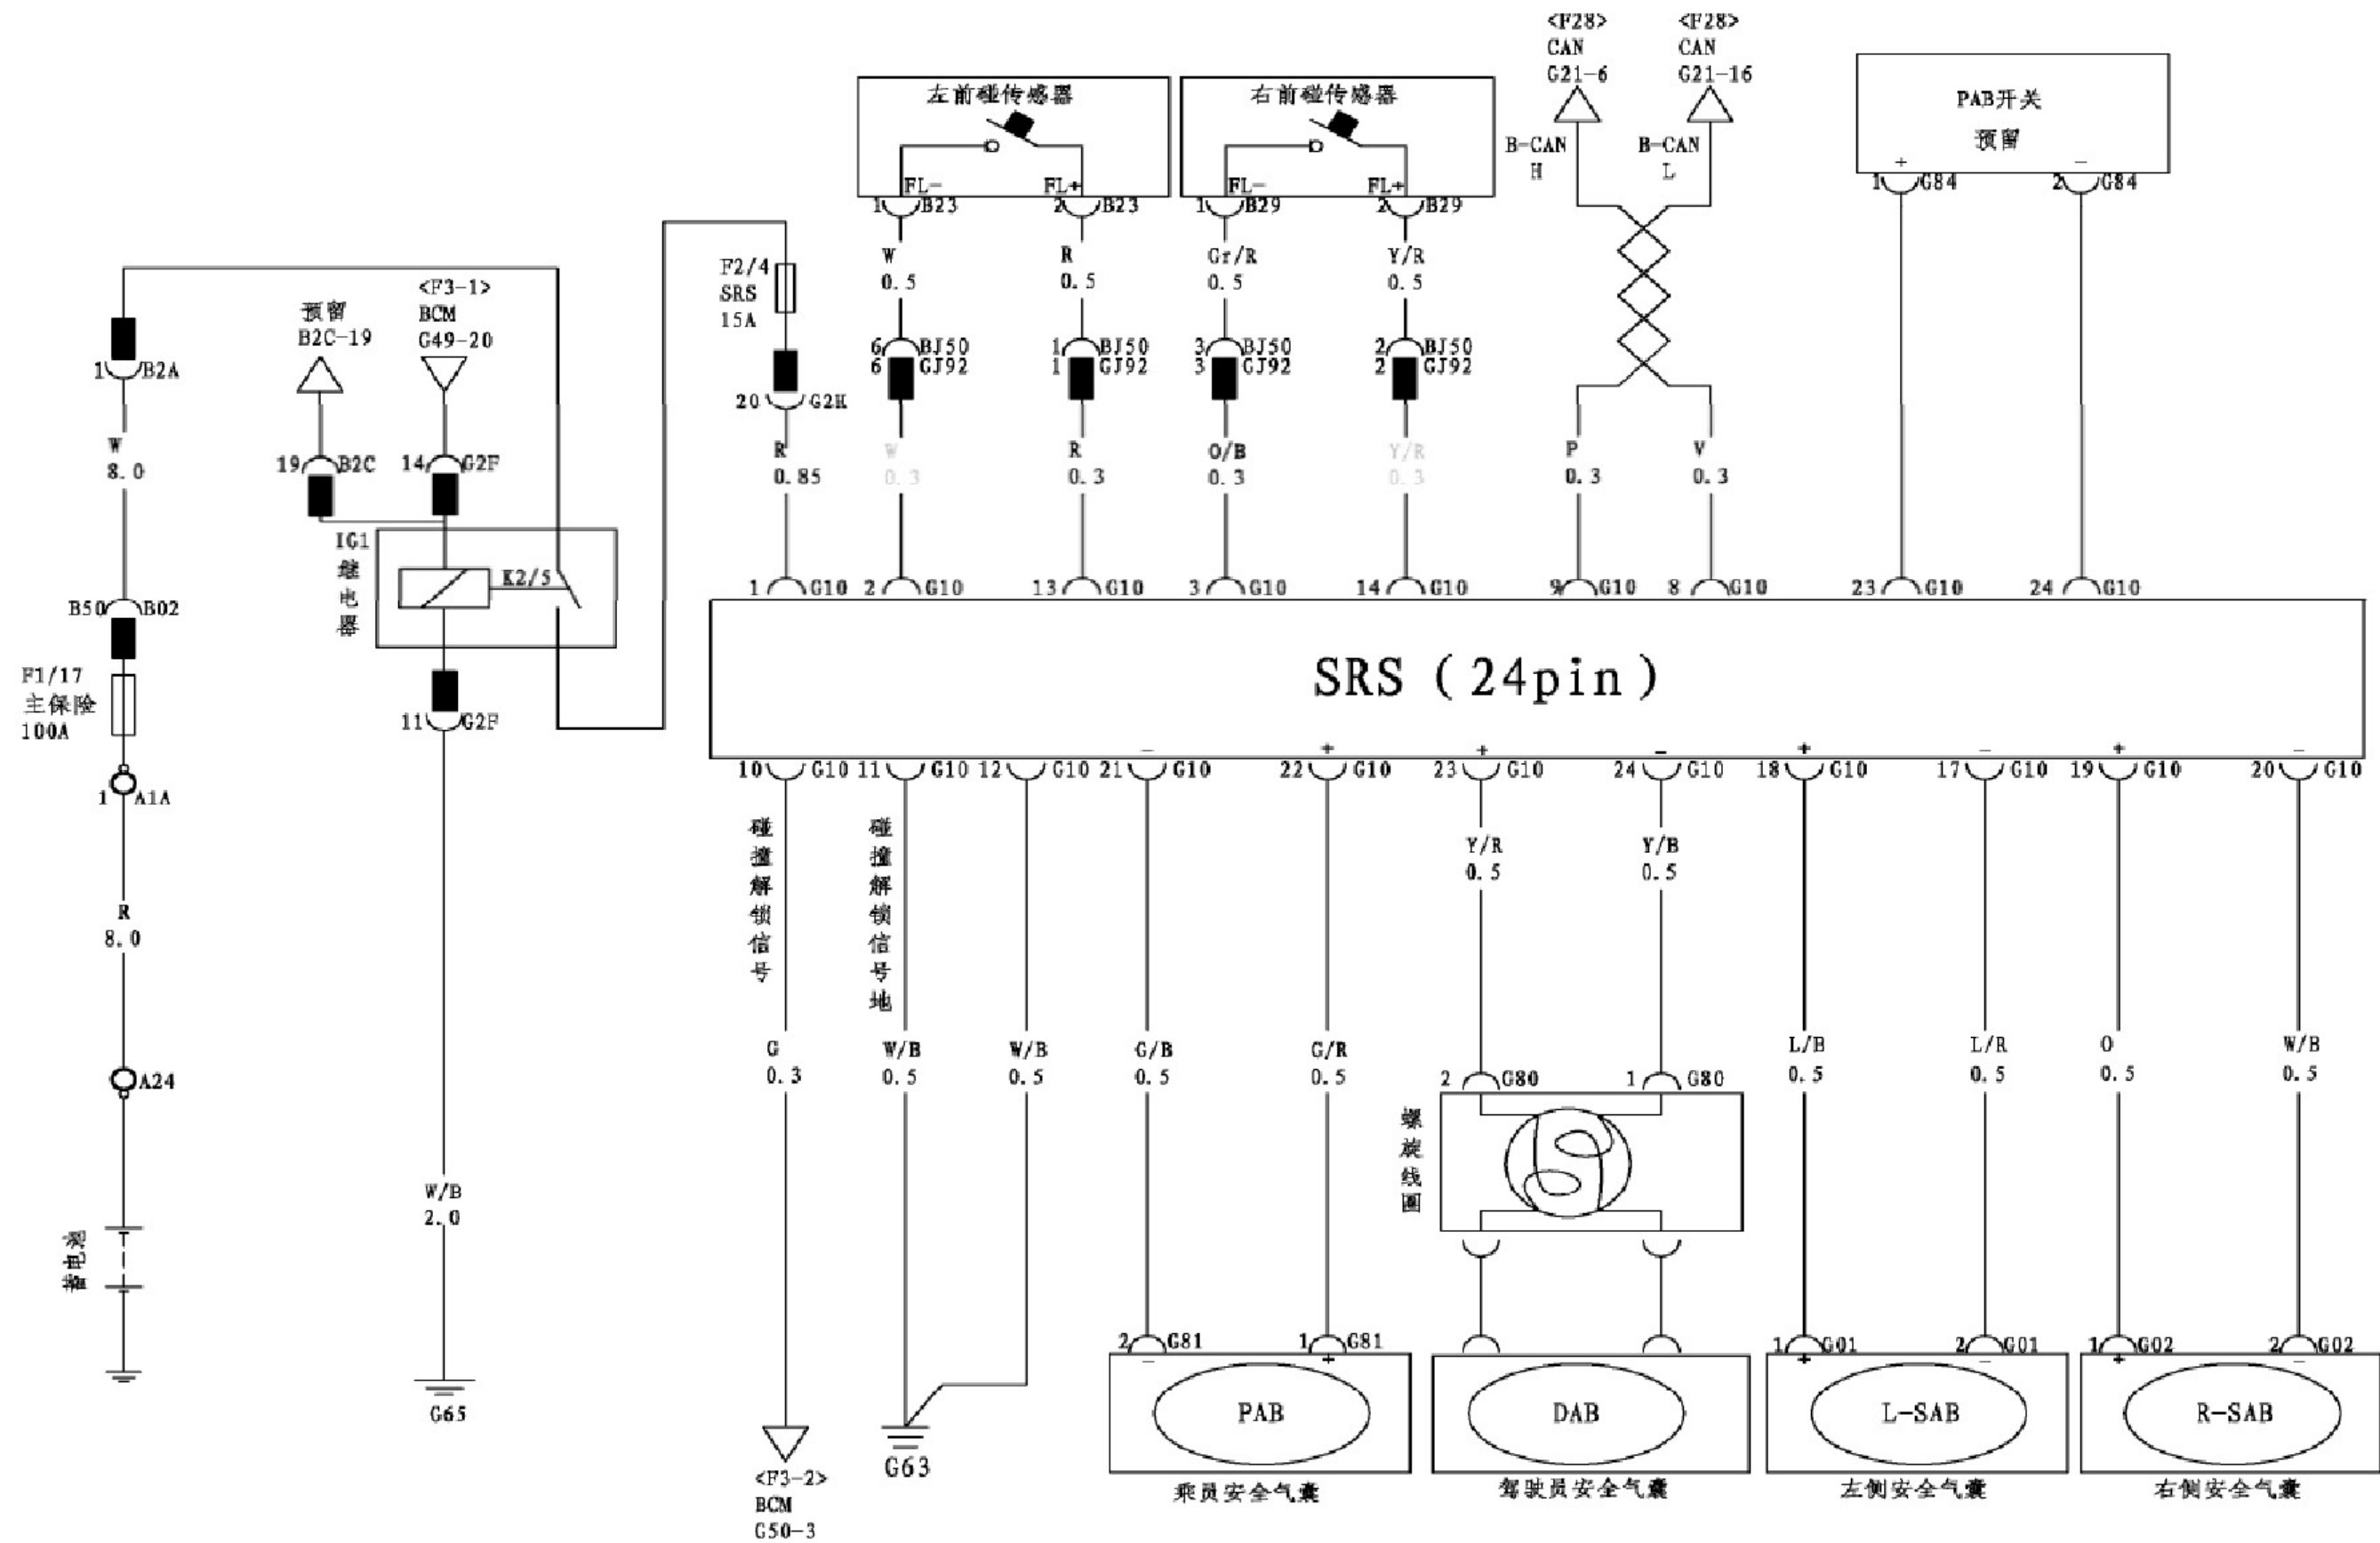 <F28>
CAN
G21-6
<F28>
CAN
G21-16
左前碰传感器
FL-
FL+
右前碰传感器
FL-
FL+
B-CAN
H
B-CAN
L
PAB开关
预留
+
-
1 B23
2 B23
1 B29
2 B29
1 G84
2 G84
F2/4
SRS
15A
W
0.5
R
0.5
Gr/R
0.5
Y/R
0.5
预留
B2C-19
<F3-1>
BCM
G49-20
1 B2A
6 BJ50
6 GJ92
1 BJ50
1 GJ92
3 BJ50
3 GJ92
2 BJ50
2 GJ92
20 G2H
W
8.0
19 B2C
14 G2F
R
0.85
W
0.3
R
0.3
O/B
0.3
Y/R
0.3
P
0.3
V
0.3
IG1
继电器
K2/5
B50 B02
1 G10
2 G10
13 G10
3 G10
14 G10
9 G10
8 G10
23 G10
24 G10
SRS（24pin）
F1/17
主保险
100A
11 G2F
-
+
+
-
+
-
+
-
10 G10
11 G10
12 G10
21 G10
22 G10
23 G10
24 G10
18 G10
17 G10
19 G10
20 G10
1 A1A
碰撞解锁信号
碰撞解锁信号地
Y/R
0.5
Y/B
0.5
R
8.0
G
0.3
W/B
0.5
W/B
0.5
G/B
0.5
G/R
0.5
L/B
0.5
L/R
0.5
O
0.5
W/B
0.5
A24
2 G80
1 G80
螺旋线圈
W/B
2.0
蓄电池
2 G81
1 G81
1 G01
2 G01
1 G02
2 G02
-
+
+
-
+
-
G65
G63
PAB
DAB
L-SAB
R-SAB
乘员安全气囊
驾驶员安全气囊
左侧安全气囊
右侧安全气囊
<F3-2>
BCM
G50-3